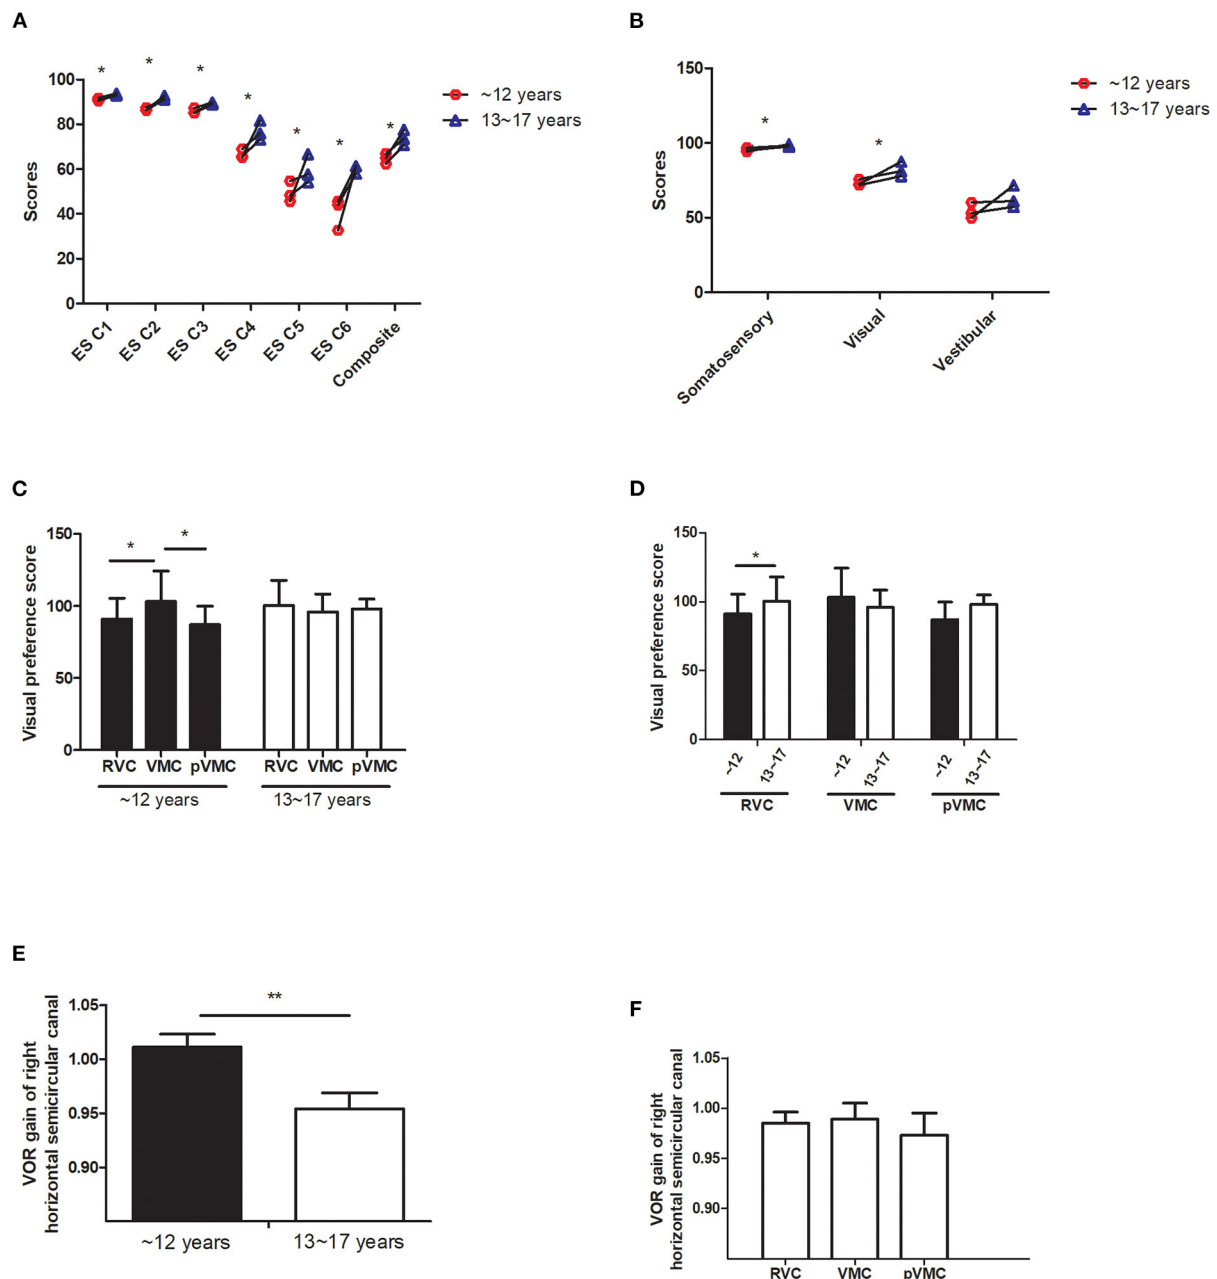 A
*
*
*
*
*
*
*
100
80
60
40
20
0
Scores
ES C1
ES C2
ES C3
ES C4
ES C5
ES C6
Composite
~12 years
13~17 years
B
150
100
50
0
Scores
*
*
Somatosensory
Visual
Vestibular
~12 years
13~17 years
C
150
100
50
0
Visual preference score
*
*
RVC VMC pVMC
RVC VMC pVMC
~12 years
13~17 years
D
150
100
50
0
Visual preference score
*
~12
13~17
~12
13~17
~12
13~17
RVC
VMC
pVMC
E
1.05
1.00
0.95
0.90
VOR gain of right
horizontal semicircular canal
**
~12 years
13~17 years
F
1.05
1.00
0.95
0.90
VOR gain of right
horizontal semicircular canal
RVC
VMC
pVMC